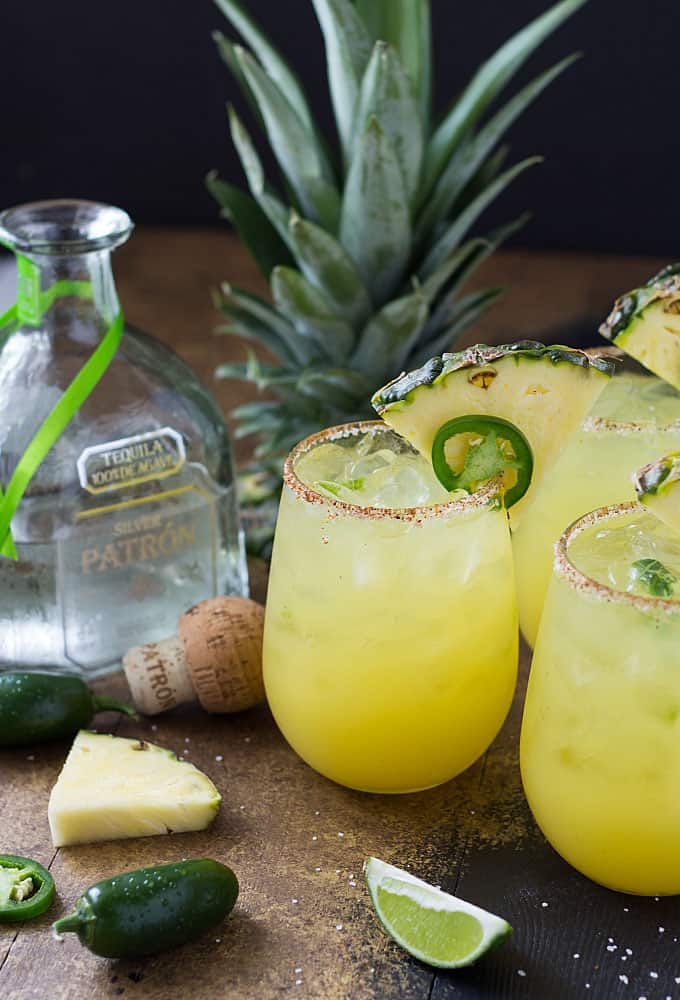 TEQUILA
100% DE AGAVE
SILVER
PATRÓN
PATRÓN